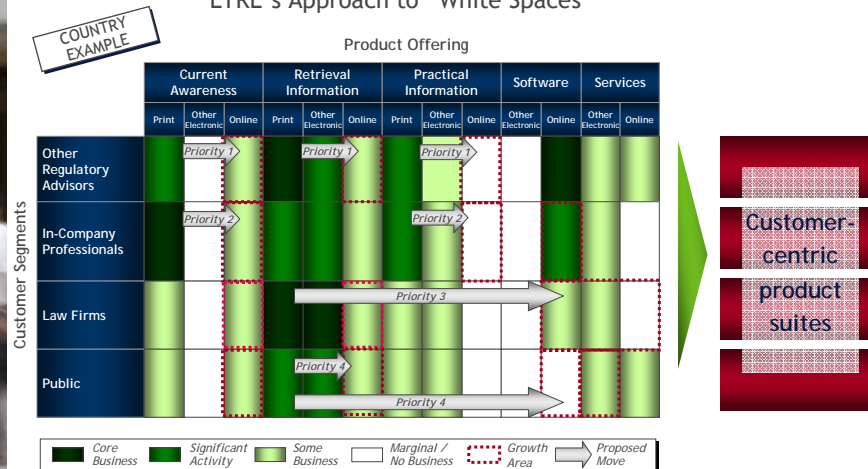 LTRE's Approach to "White Spaces"
COUNTRY
EXAMPLE
Product Offering
Current
Awareness
Retrieval
Information
Practical
Information
Software
Services
Print
Other
Electronic
Online
Print
Other
Electronic
Online
Print
Other
Electronic
Online
Other
Electronic
Online
Other
Electronic
Online
Customer Segments
Other
Regulatory
Advisors
Priority 1
Priority 1
Priority 1
In-Company
Professionals
Priority 2
Priority 2
Law Firms
Priority 3
Public
Priority 4
Priority 4
Customer-
centric
product
suites
Core
Business
Significant
Activity
Some
Business
Marginal /
No Business
Growth
Area
Proposed
Move